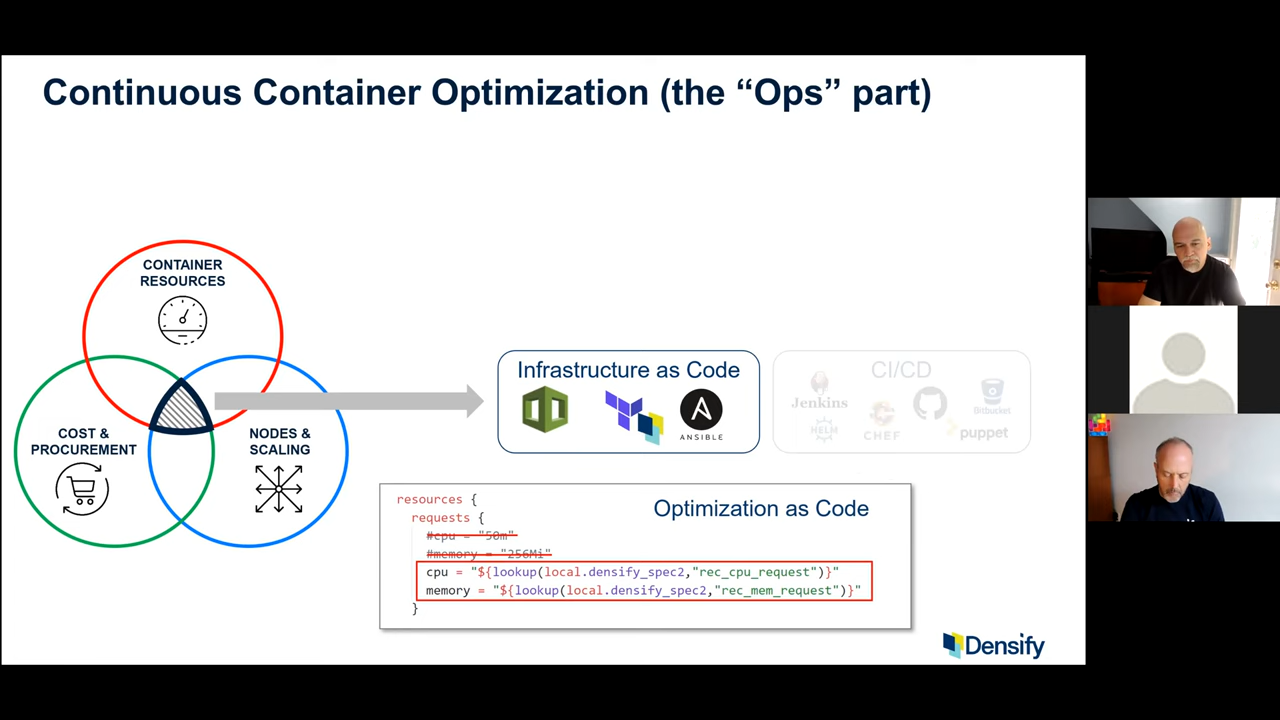 Continuous Container Optimization (the “Ops” part)
CONTAINER
RESOURCES
COST &
PROCUREMENT
NODES &
SCALING
Infrastructure as Code
ANSIBLE
CI/CD
Jenkins
HELM
CHEF
Bitbucket
puppet
Optimization as Code
resources {
requests {
#cpu = "50m"
#memory = "256Mi"
cpu = "${lookup(local.densify_spec2,"rec_cpu_request")}"
memory = "${lookup(local.densify_spec2,"rec_mem_request")}"
}
Densify